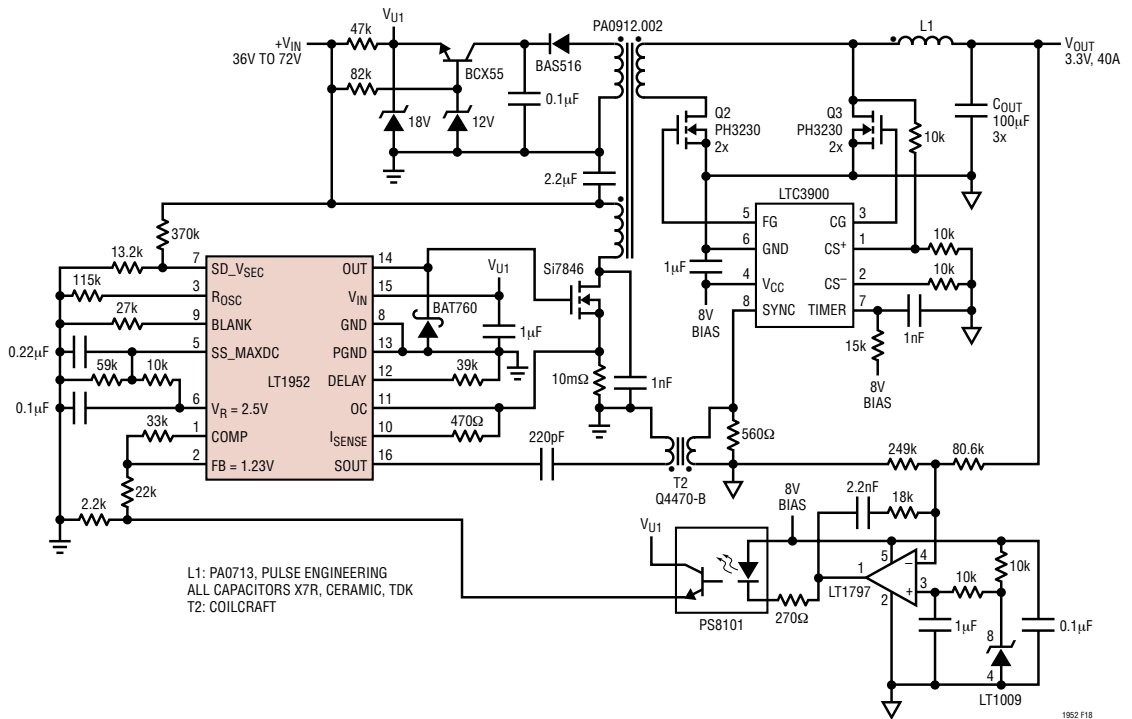 +VIN
36V TO 72V
47k
VU1
82k
BCX55
18V
12V
0.1µF
BAS516
PA0912.002
2.2µF
L1
VOUT
3.3V, 40A
Q2
PH3230
2x
Q3
PH3230
2x
10k
COUT
100µF
3x
LTC3900
5 FG
6 GND
4 VCC
8 SYNC
CG 3
CS+ 1
CS− 2
TIMER 7
10k
10k
1µF
8V
BIAS
15k
1nF
8V
BIAS
370k
13.2k
115k
27k
0.22µF
59k
10k
0.1µF
33k
22k
2.2k
LT1952
7 SD_VSEC
3 ROSC
9 BLANK
5 SS_MAXDC
6 VR = 2.5V
1 COMP
2 FB = 1.23V
OUT 14
VIN 15
GND 8
PGND 13
DELAY 12
OC 11
ISENSE 10
SOUT 16
BAT760
VU1
1µF
39k
470Ω
Si7846
10mΩ
1nF
220pF
T2
Q4470-B
560Ω
249k
80.6k
2.2nF
18k
8V
BIAS
VU1
PS8101
270Ω
1
5
4
−
3
+
2
LT1797
10k
10k
1µF
8
4
LT1009
0.1µF
L1: PA0713, PULSE ENGINEERING
ALL CAPACITORS X7R, CERAMIC, TDK
T2: COILCRAFT
1952 F18